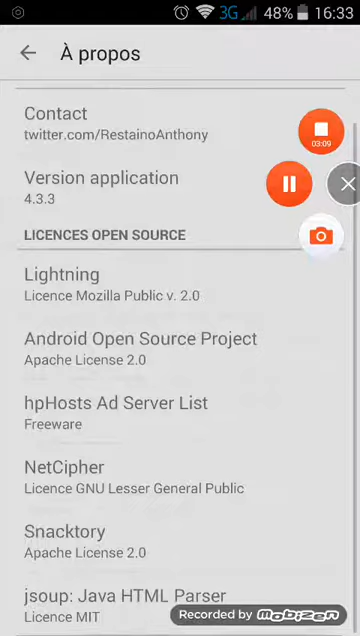 3G 48% 16:33
À propos
Contact
twitter.com/RestainoAnthony
03:09
Version application
4.3.3
LICENCES OPEN SOURCE
Lightning
Licence Mozilla Public v. 2.0
Android Open Source Project
Apache License 2.0
hpHosts Ad Server List
Freeware
NetCipher
Licence GNU Lesser General Public
Snacktory
Apache License 2.0
jsoup: Java HTML Parser
Licence MIT
Recorded by mobizen